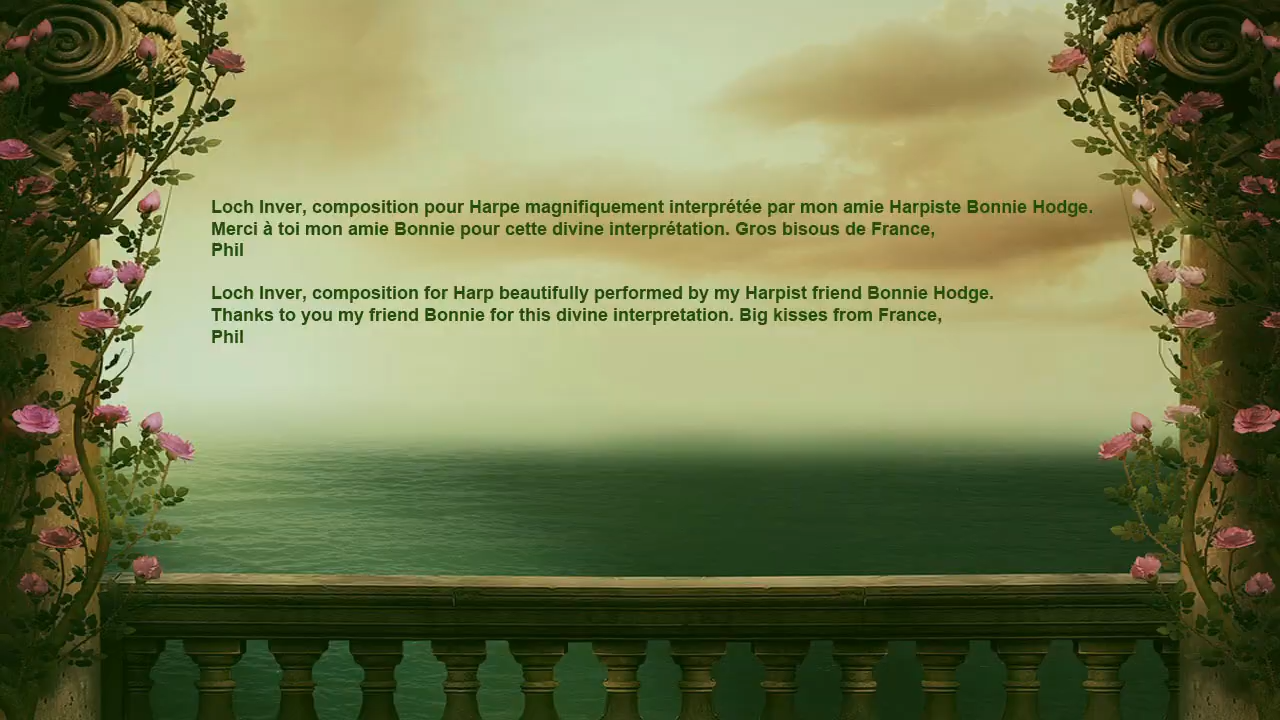 Loch Inver, composition pour Harpe magnifiquement interprétée par mon amie Harpiste Bonnie Hodge.
Merci à toi mon amie Bonnie pour cette divine interprétation. Gros bisous de France,
Phil
Loch Inver, composition for Harp beautifully performed by my Harpist friend Bonnie Hodge.
Thanks to you my friend Bonnie for this divine interpretation. Big kisses from France,
Phil